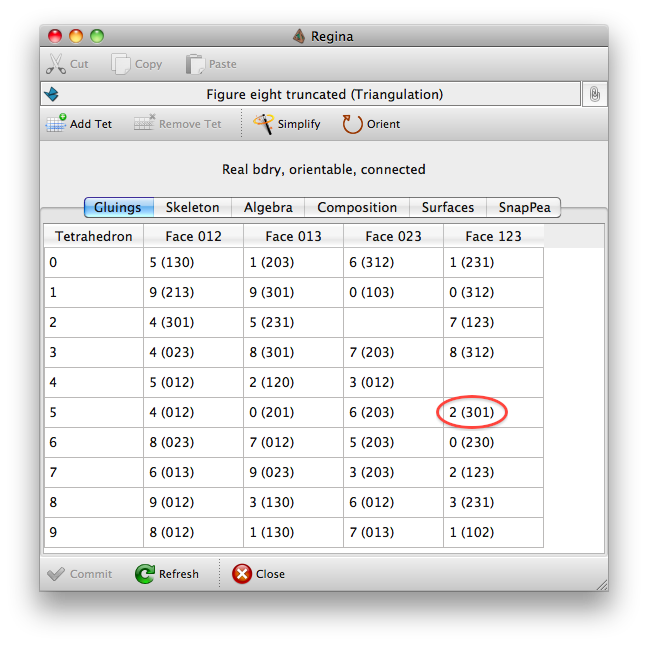 Regina
Cut Copy Paste
Figure eight truncated (Triangulation)
Add Tet Remove Tet Simplify Orient
Real bdry, orientable, connected
Gluings Skeleton Algebra Composition Surfaces SnapPea
Tetrahedron Face 012 Face 013 Face 023 Face 123
0 5 (130) 1 (203) 6 (312) 1 (231)
1 9 (213) 9 (301) 0 (103) 0 (312)
2 4 (301) 5 (231) 7 (123)
3 4 (023) 8 (301) 7 (203) 8 (312)
4 5 (012) 2 (120) 3 (012)
5 4 (012) 0 (201) 6 (203) 2 (301)
6 8 (023) 7 (012) 5 (203) 0 (230)
7 6 (013) 9 (023) 3 (203) 2 (123)
8 9 (012) 3 (130) 6 (012) 3 (231)
9 8 (012) 1 (130) 7 (013) 1 (102)
Commit Refresh Close